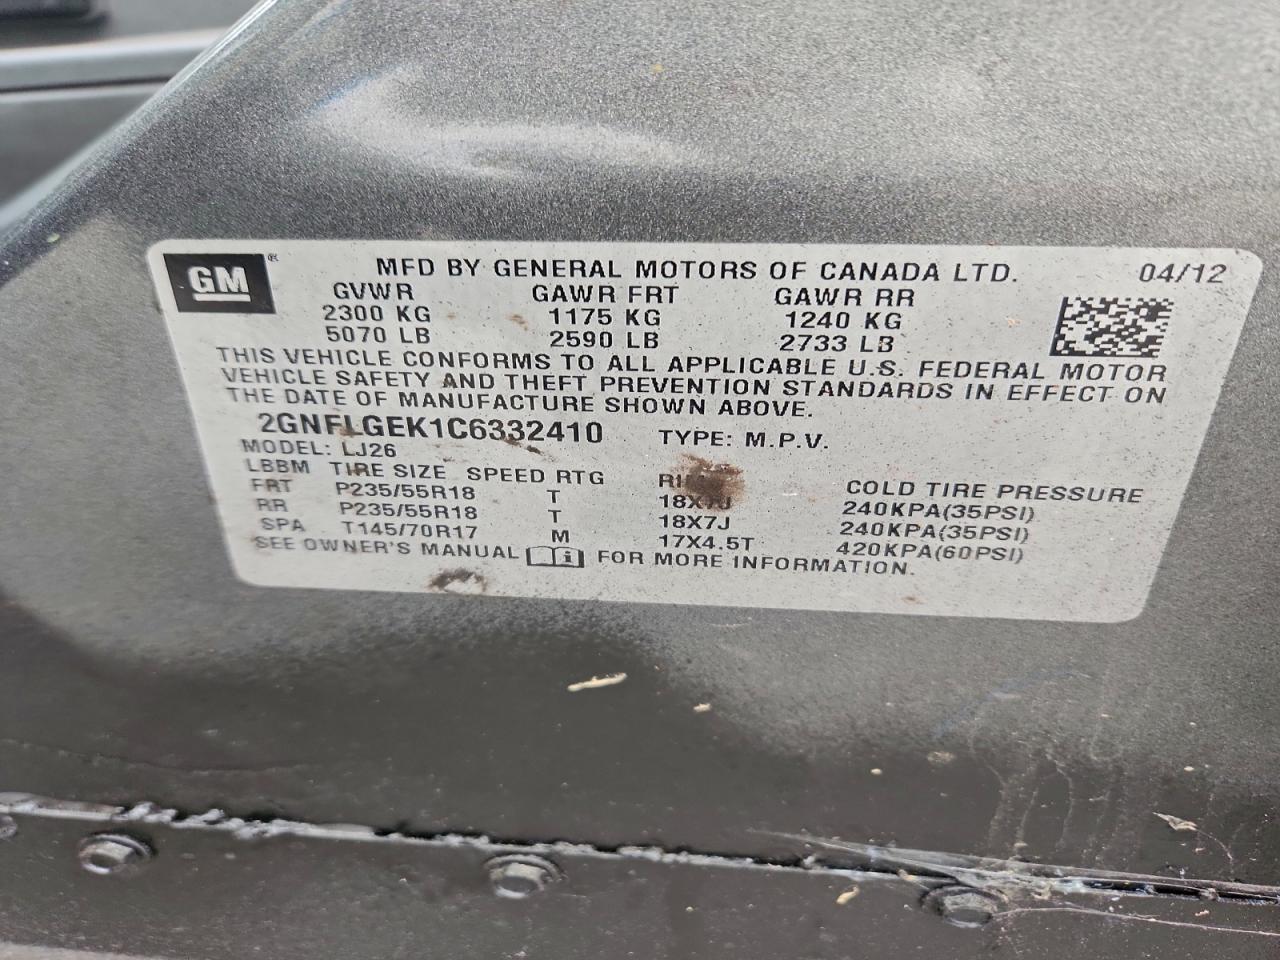 GM® MFD BY GENERAL MOTORS OF CANADA LTD. 04/12
GVWR GAWR FRT GAWR RR
2300 KG 1175 KG 1240 KG
5070 LB 2590 LB 2733 LB
THIS VEHICLE CONFORMS TO ALL APPLICABLE U.S. FEDERAL MOTOR
VEHICLE SAFETY AND THEFT PREVENTION STANDARDS IN EFFECT ON
THE DATE OF MANUFACTURE SHOWN ABOVE.
2GNFLGEK1C6332410 TYPE: M.P.V.
MODEL: LJ26
LBBM TIRE SIZE SPEED RTG COLD TIRE PRESSURE
FRT P235/55R18 T 18X7J 240KPA(35PSI)
RR P235/55R18 T 18X7J 240KPA(35PSI)
SPA T145/70R17 M 17X4.5T 420KPA(60PSI)
SEE OWNER'S MANUAL i FOR MORE INFORMATION.